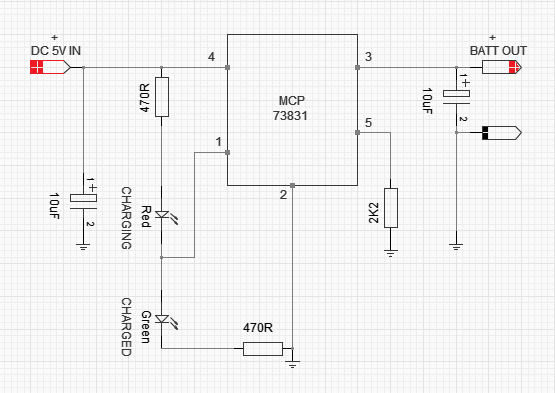 +
DC 5V IN
4
470R
MCP
73831
3
+
BATT OUT
1
+
10uF
2
5
1
1
+
10uF
2
CHARGING
Red
2
2K2
CHARGED
Green
470R